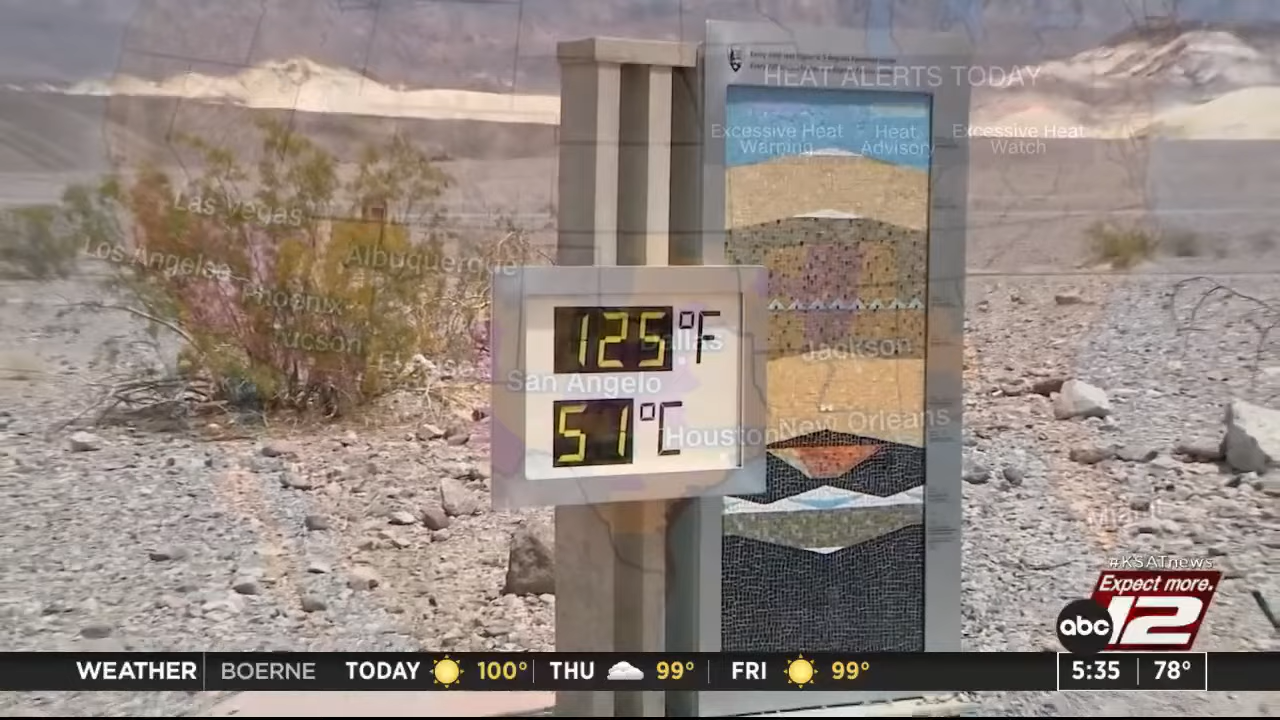 HEAT ALERTS TODAY
Excessive Heat
Warning
Heat
Advisory
Excessive Heat
Watch
Las Vegas
Los Angeles
Albuquerque
Phoenix
Tucson
125°F
Dallas
Jackson
San Angelo
51°C
Houston
New Orleans
Miami
#KSATnews
Expect more.
abc 12
WEATHER BOERNE TODAY 100° THU 99° FRI 99°
5:35 78°